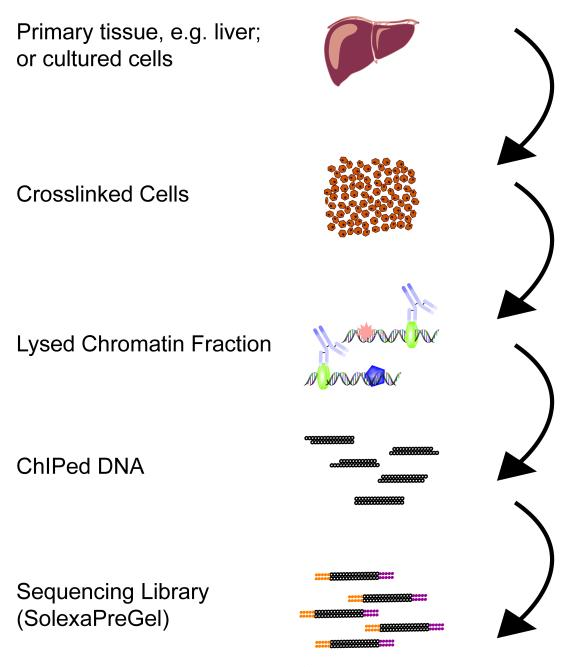 Primary tissue, e.g. liver;
or cultured cells
Crosslinked Cells
Lysed Chromatin Fraction
ChIPed DNA
Sequencing Library
(SolexaPreGel)